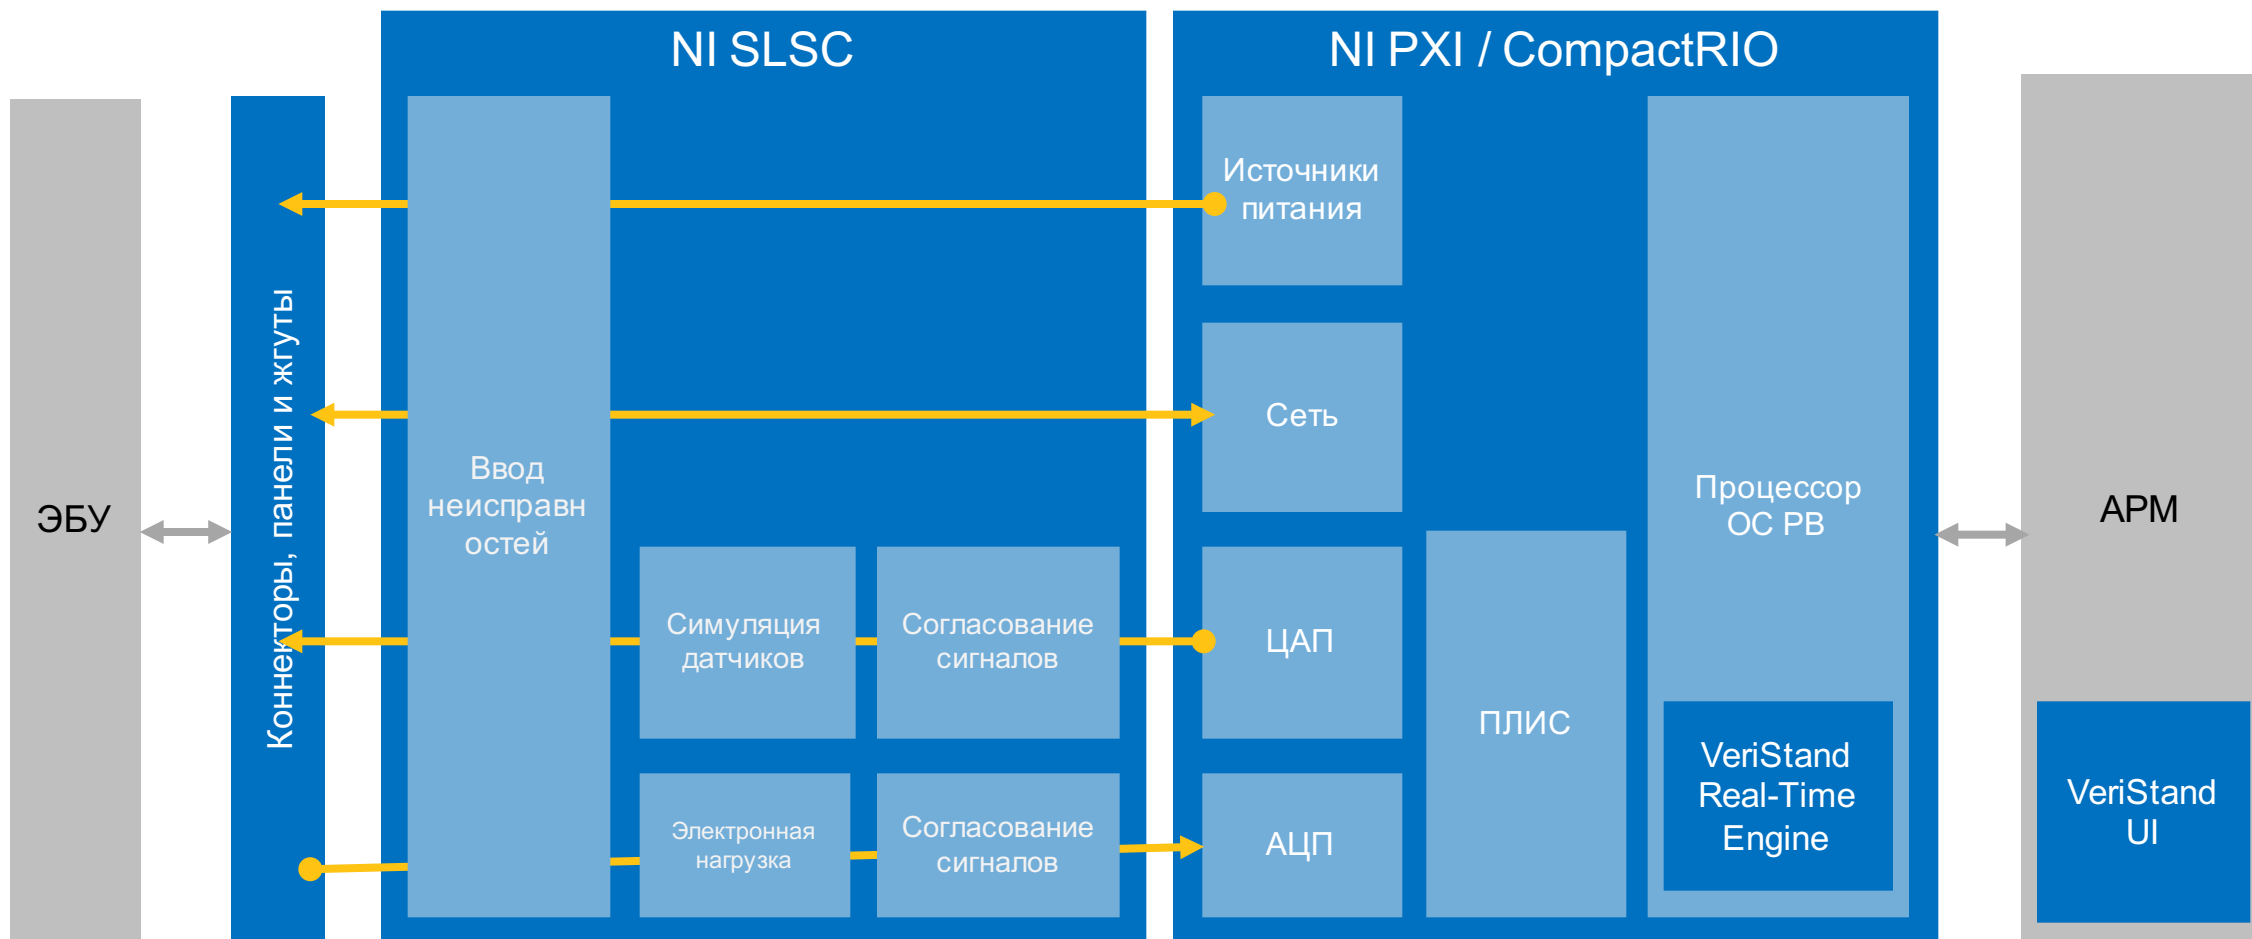 NI SLSC
NI PXI / CompactRIO
ЭБУ
Коннекторы, панели и жгуты
Ввод
неисправн
остей
Симуляция
датчиков
Согласование
сигналов
Электронная
нагрузка
Согласование
сигналов
Источники
питания
Сеть
ЦАП
АЦП
ПЛИС
Процессор
ОС РВ
VeriStand
Real-Time
Engine
АРМ
VeriStand
UI